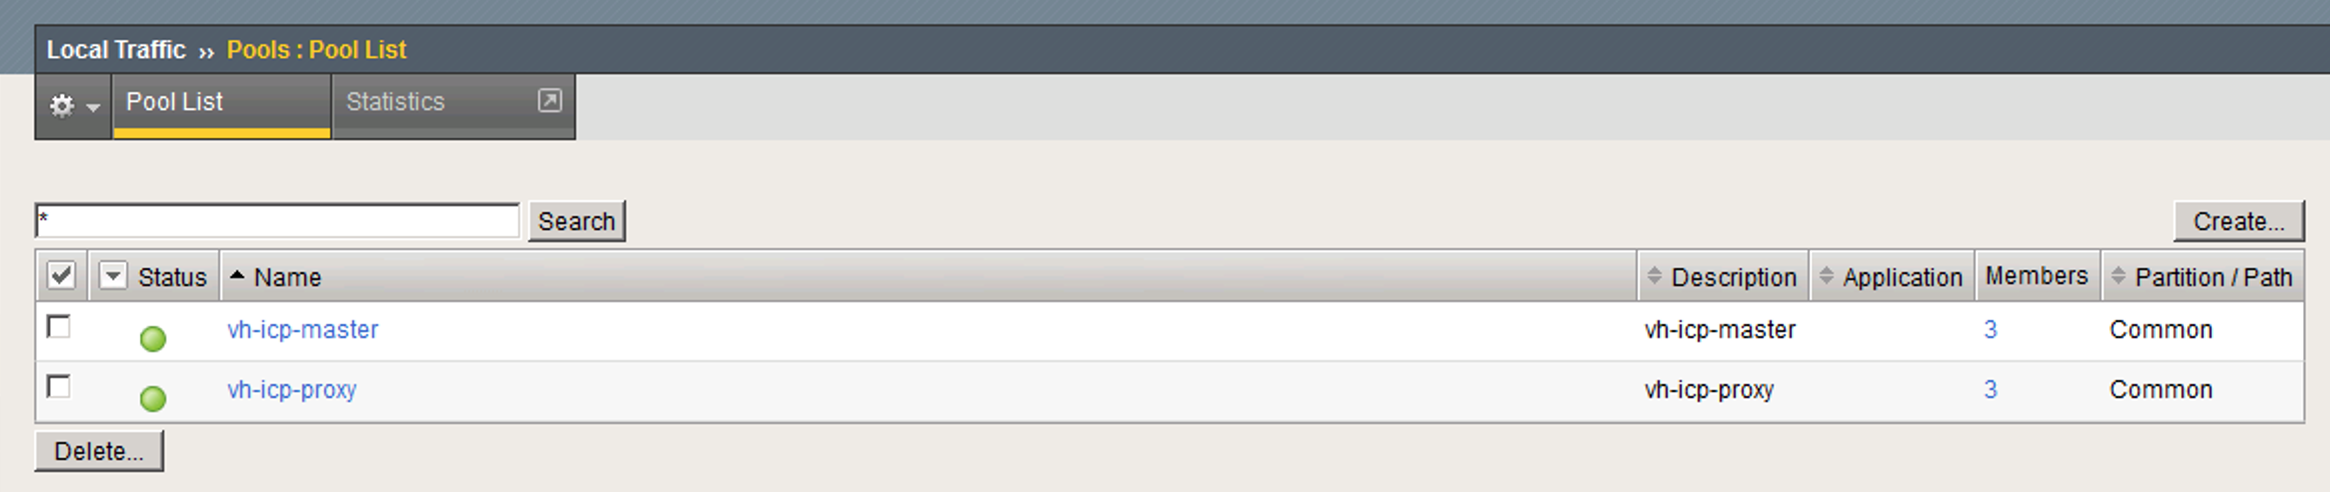 Local Traffic ›› Pools : Pool List
Pool List Statistics
* Search Create...
Status Name Description Application Members Partition / Path
vh-icp-master vh-icp-master 3 Common
vh-icp-proxy vh-icp-proxy 3 Common
Delete...